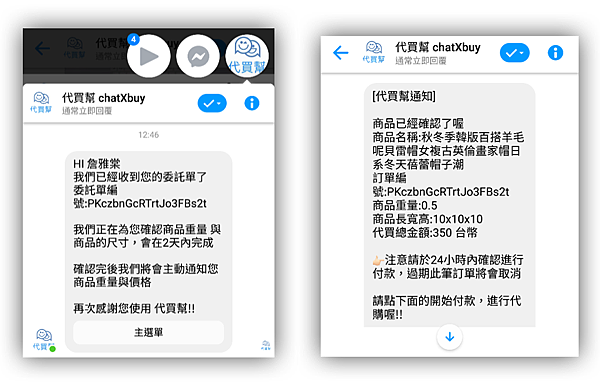 4
代買幫 chatXbuy
代買幫
代買幫
代買幫 chatXbuy
通常立即回覆
12:46
HI 詹雅棠
我們已經收到您的委託單了
委託單編
號:PKczbnGcRTrtJo3FBs2t
我們正在為您確認商品重量 與
商品的尺寸，會在2天內完成
確認完後我們將會主動通知您
商品重量與價格
再次感謝您使用 代買幫!!
主選單
代買幫
代買幫
代買幫 chatXbuy
通常立即回覆
[代買幫通知]
商品已經確認了喔
商品名稱:秋冬季韓版百搭羊毛
呢貝雷帽女複古英倫畫家帽日
系冬天蓓蕾帽子潮
訂單編
號:PKczbnGcRTrtJo3FBs2t
商品重量:0.5
商品長寬高:10x10x10
代買總金額:350 台幣
👉🏻注意請於24小時內確認進行
付款，過期此筆訂單將會取消
請點下面的開始付款，進行代
購喔!!